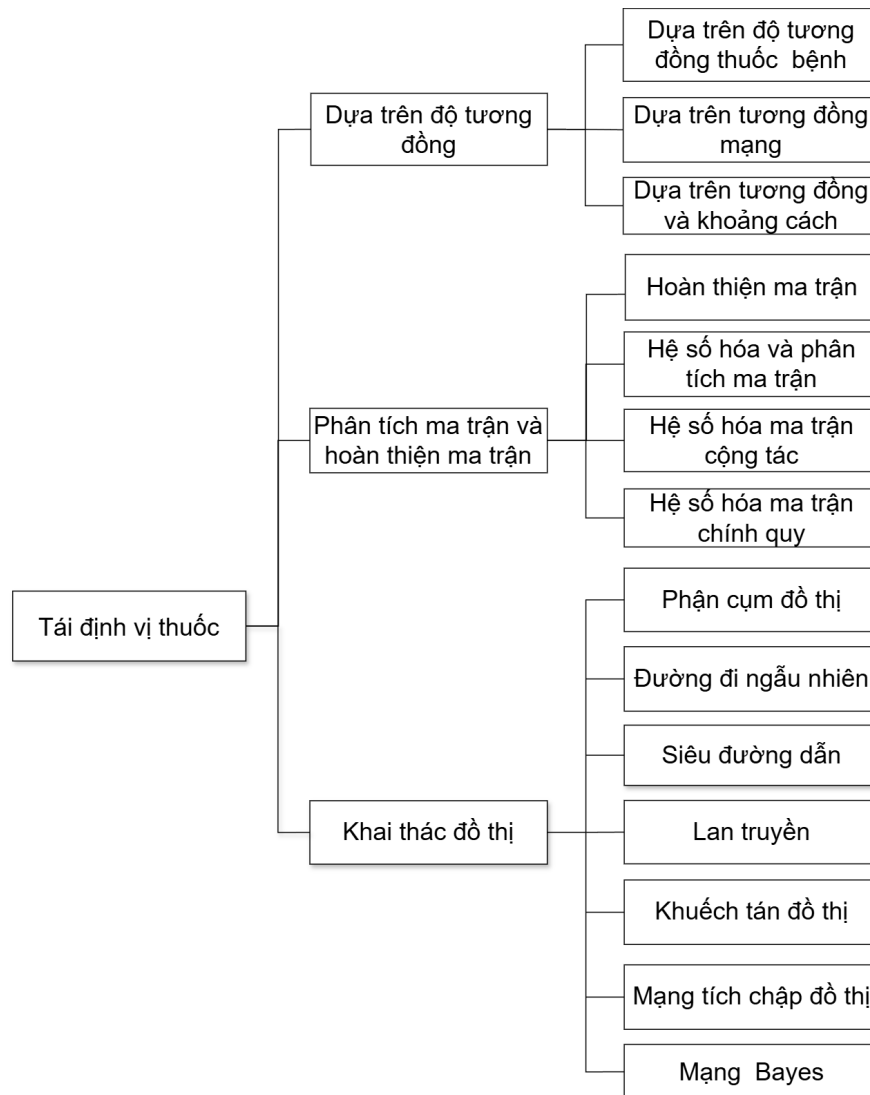 Dựa trên độ tương
đồng thuốc  bệnh
Dựa trên độ tương
đồng
Dựa trên tương đồng
mạng
Dựa trên tương đồng
và khoảng cách
Hoàn thiện ma trận
Hệ số hóa và phân
tích ma trận
Phân tích ma trận và
hoàn thiện ma trận
Hệ số hóa ma trận
cộng tác
Hệ số hóa ma trận
chính quy
Tái định vị thuốc
Phận cụm đồ thị
Đường đi ngẫu nhiên
Siêu đường dẫn
Khai thác đồ thị
Lan truyền
Khuếch tán đồ thị
Mạng tích chập đồ thị
Mạng  Bayes